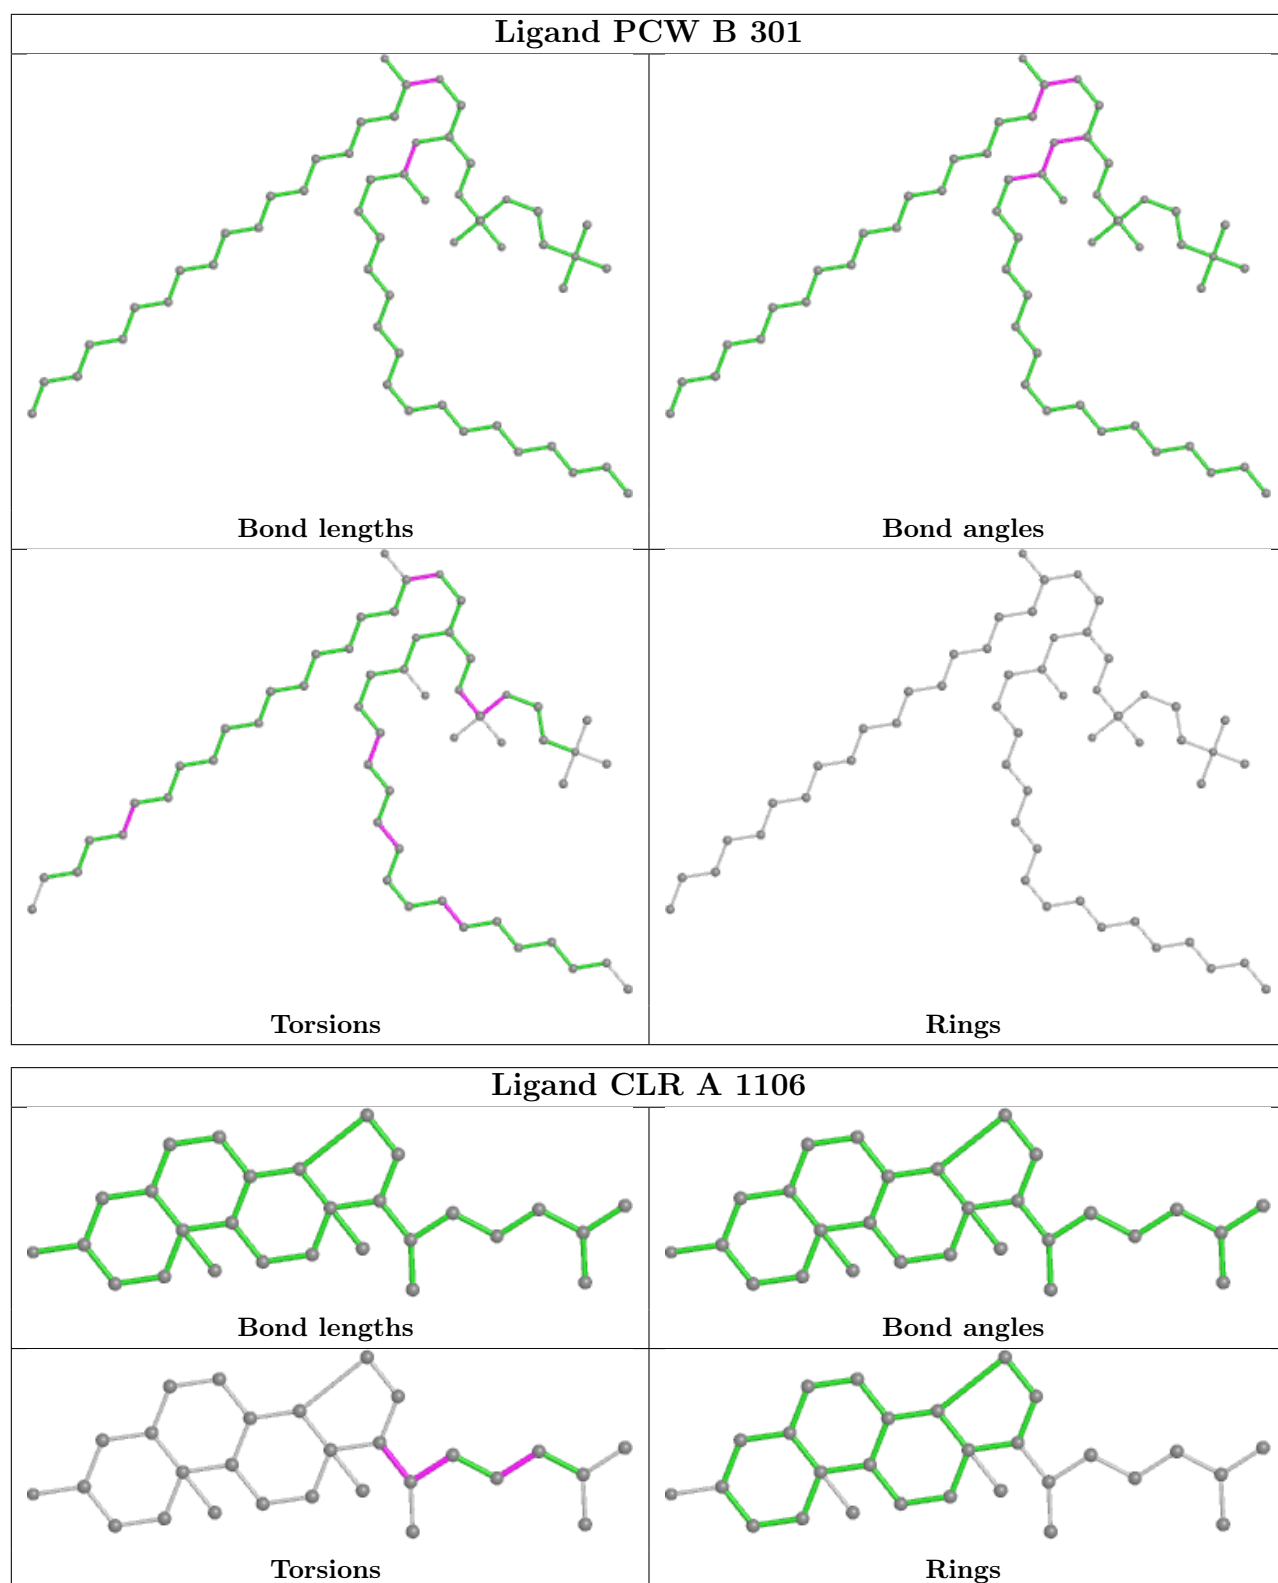 Ligand PCW B 301
Bond lengths
Bond angles
Torsions
Rings
Ligand CLR A 1106
Bond lengths
Bond angles
Torsions
Rings